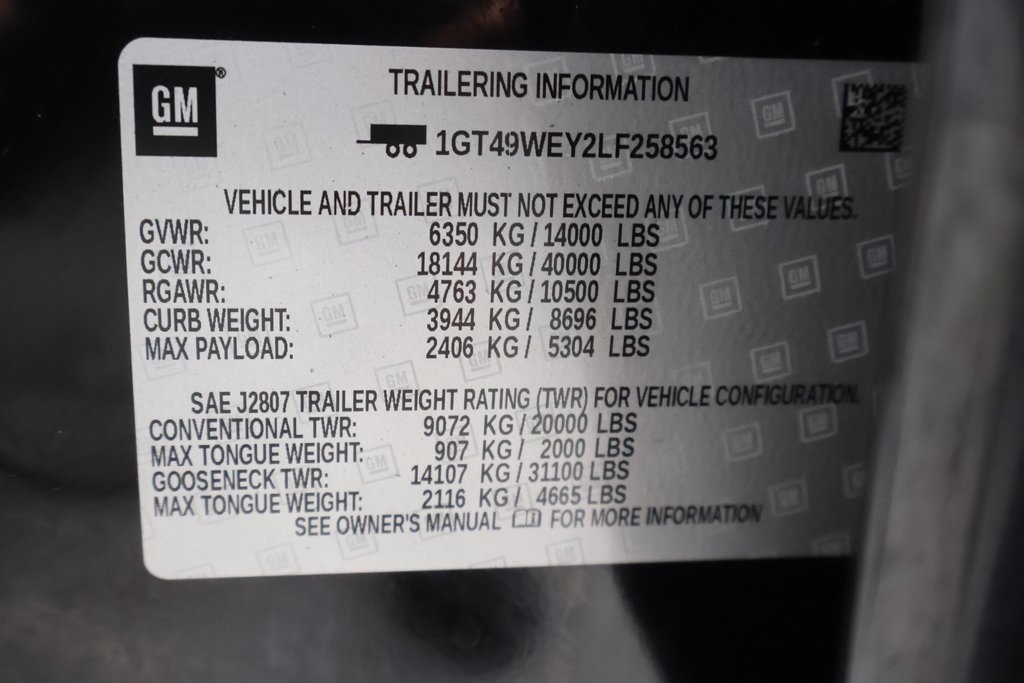 GM®
TRAILERING INFORMATION
1GT49WEY2LF258563
VEHICLE AND TRAILER MUST NOT EXCEED ANY OF THESE VALUES.
GVWR: 6350 KG / 14000 LBS
GCWR: 18144 KG / 40000 LBS
RGAWR: 4763 KG / 10500 LBS
CURB WEIGHT: 3944 KG / 8696 LBS
MAX PAYLOAD: 2406 KG / 5304 LBS
SAE J2807 TRAILER WEIGHT RATING (TWR) FOR VEHICLE CONFIGURATION.
CONVENTIONAL TWR: 9072 KG / 20000 LBS
MAX TONGUE WEIGHT: 907 KG / 2000 LBS
GOOSENECK TWR: 14107 KG / 31100 LBS
MAX TONGUE WEIGHT: 2116 KG / 4665 LBS
SEE OWNER'S MANUAL FOR MORE INFORMATION